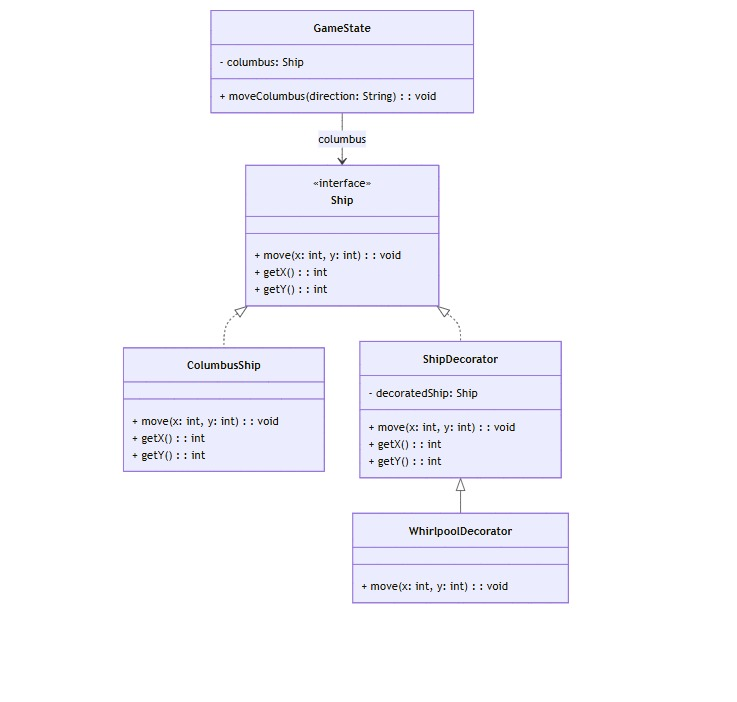 GameState
- columbus: Ship
+ moveColumbus(direction: String) : : void
columbus
«interface»
Ship
+ move(x: int, y: int) : : void
+ getX() : : int
+ getY() : : int
ColumbusShip
+ move(x: int, y: int) : : void
+ getX() : : int
+ getY() : : int
ShipDecorator
- decoratedShip: Ship
+ move(x: int, y: int) : : void
+ getX() : : int
+ getY() : : int
WhirlpoolDecorator
+ move(x: int, y: int) : : void